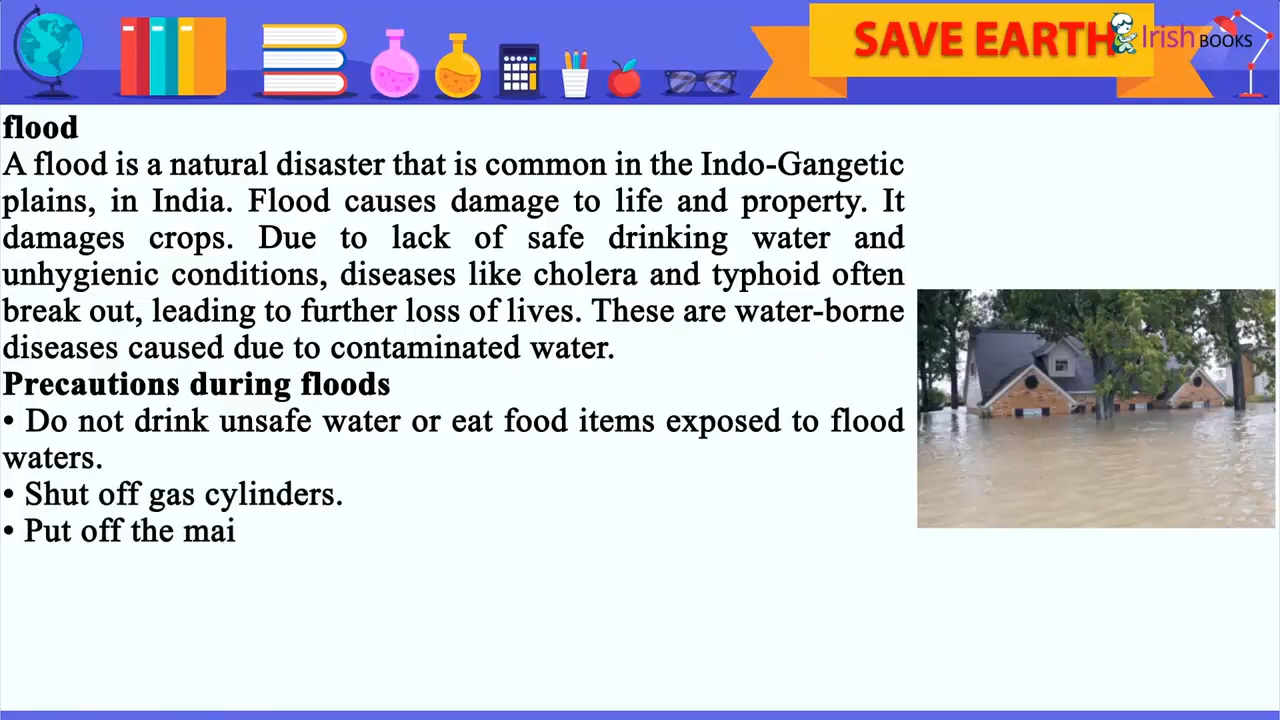 SAVE EARTH
Irish BOOKS
flood
A flood is a natural disaster that is common in the Indo-Gangetic
plains, in India. Flood causes damage to life and property. It
damages crops. Due to lack of safe drinking water and
unhygienic conditions, diseases like cholera and typhoid often
break out, leading to further loss of lives. These are water-borne
diseases caused due to contaminated water.
Precautions during floods
• Do not drink unsafe water or eat food items exposed to flood
waters.
• Shut off gas cylinders.
• Put off the mai